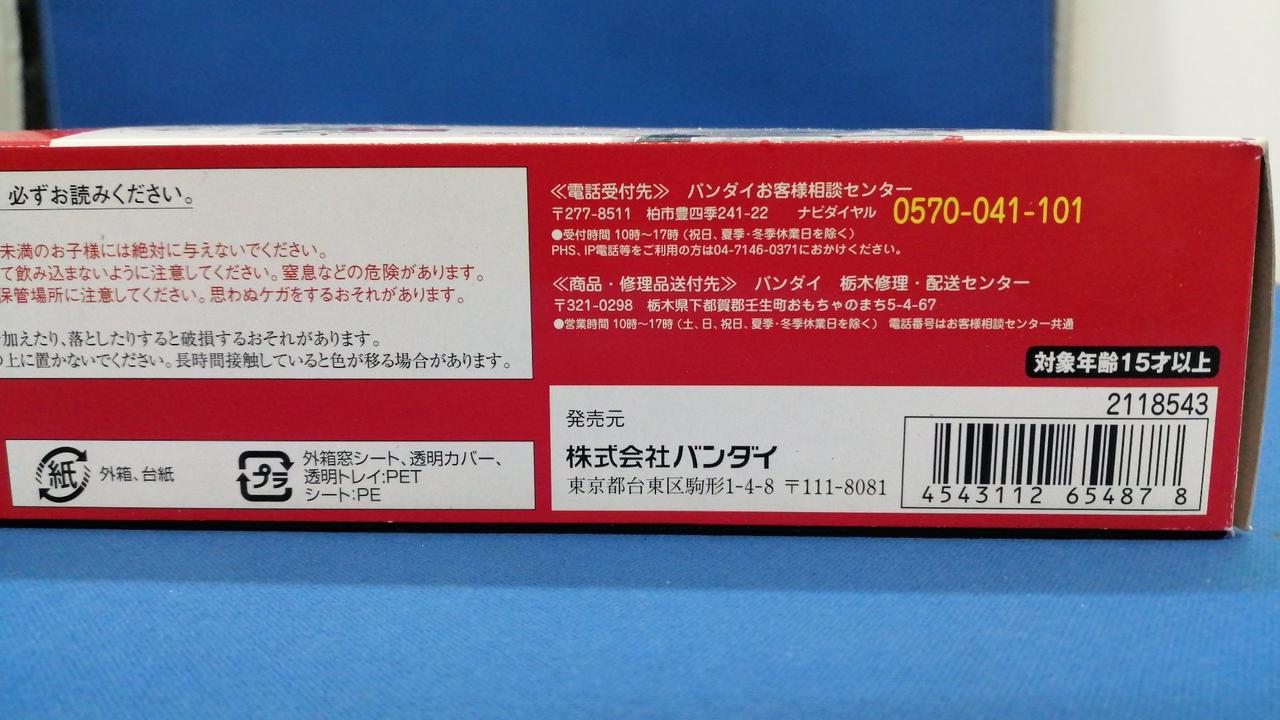 必ずお読みください。
未満のお子様には絶対に与えないでください。
て飲み込まないように注意してください。窒息などの危険があります。
保管場所に注意してください。思わぬケガをするおそれがあります。
加えたり、落としたりすると破損するおそれがあります。
上に置かないでください。長時間接触していると色が移る場合があります。
紙 外箱、台紙
プラ 外箱窓シート、透明カバー、
透明トレイ:PET
シート:PE
≪電話受付先≫ バンダイお客様相談センター
〒277-8511 柏市豊四季241-22 ナビダイヤル 0570-041-101
●受付時間 10時~17時(祝日、夏季・冬季休業日を除く)
PHS、IP電話等をご利用の方は04-7146-0371におかけください。
≪商品・修理品送付先≫ バンダイ 栃木修理・配送センター
〒321-0298 栃木県下都賀郡壬生町おもちゃのまち5-4-67
●営業時間 10時~17時(土、日、祝日、夏季・冬季休業日を除く) 電話番号はお客様相談センター共通
対象年齢15才以上
発売元
株式会社バンダイ
東京都台東区駒形1-4-8 〒111-8081
2118543
4543112 65487 8